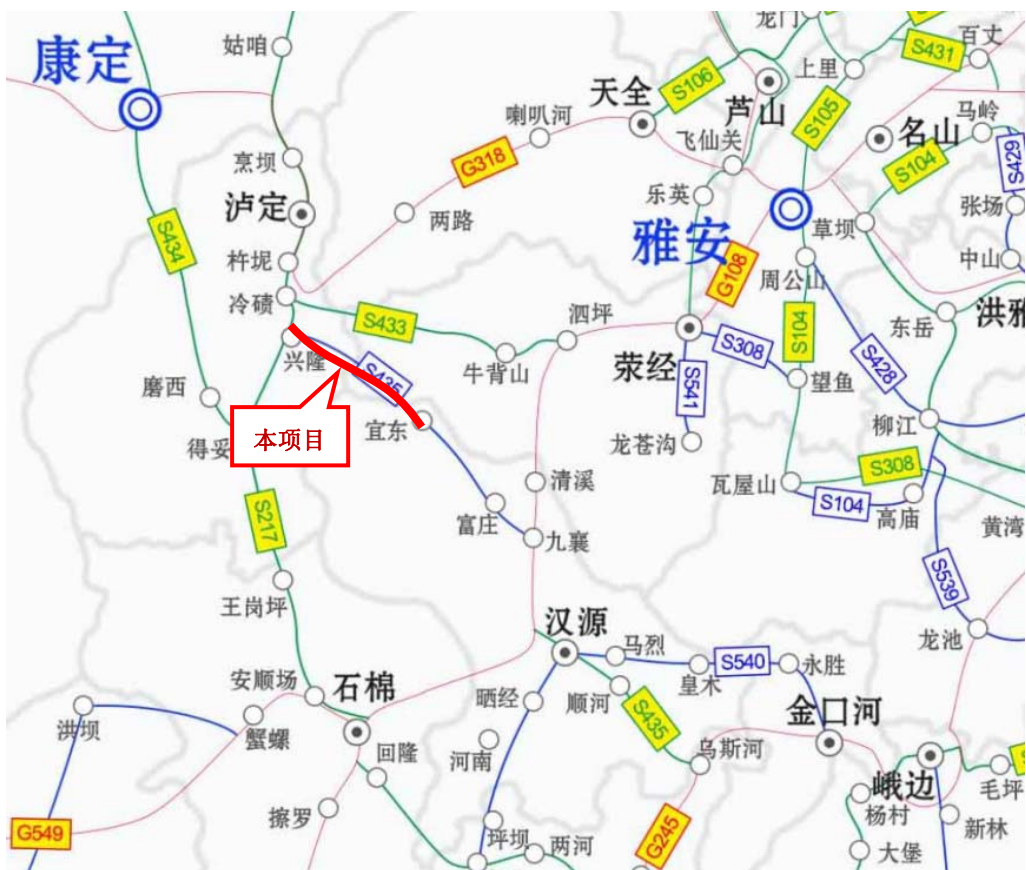 龙门
姑咱
康定
S431
百丈
上里
天全
S106
芦山
喇叭河
马岭
S105
名山
飞仙关
G318
烹坝
S104
S429
乐英
泸定
两路
张场
雅安
草坝
S434
杵坭
中山
周公山
G108
冷碛
洪雅
东岳
S433
泗坪
S104
兴隆
S308
荥经
牛背山
S428
S435
望鱼
磨西
S541
宜东
柳江
本项目
得妥
龙苍沟
S308
清溪
瓦屋山
S104
富庄
高庙
S217
黄湾
九襄
S539
王岗坪
汉源
马烈
龙池
S540
永胜
安顺场
石棉
皇木
晒经
顺河
金口河
洪坝
蟹螺
S435
回隆
河南
乌斯河
峨边
毛坪
擦罗
杨村
G549
G245
新林
坪坝
两河
大堡